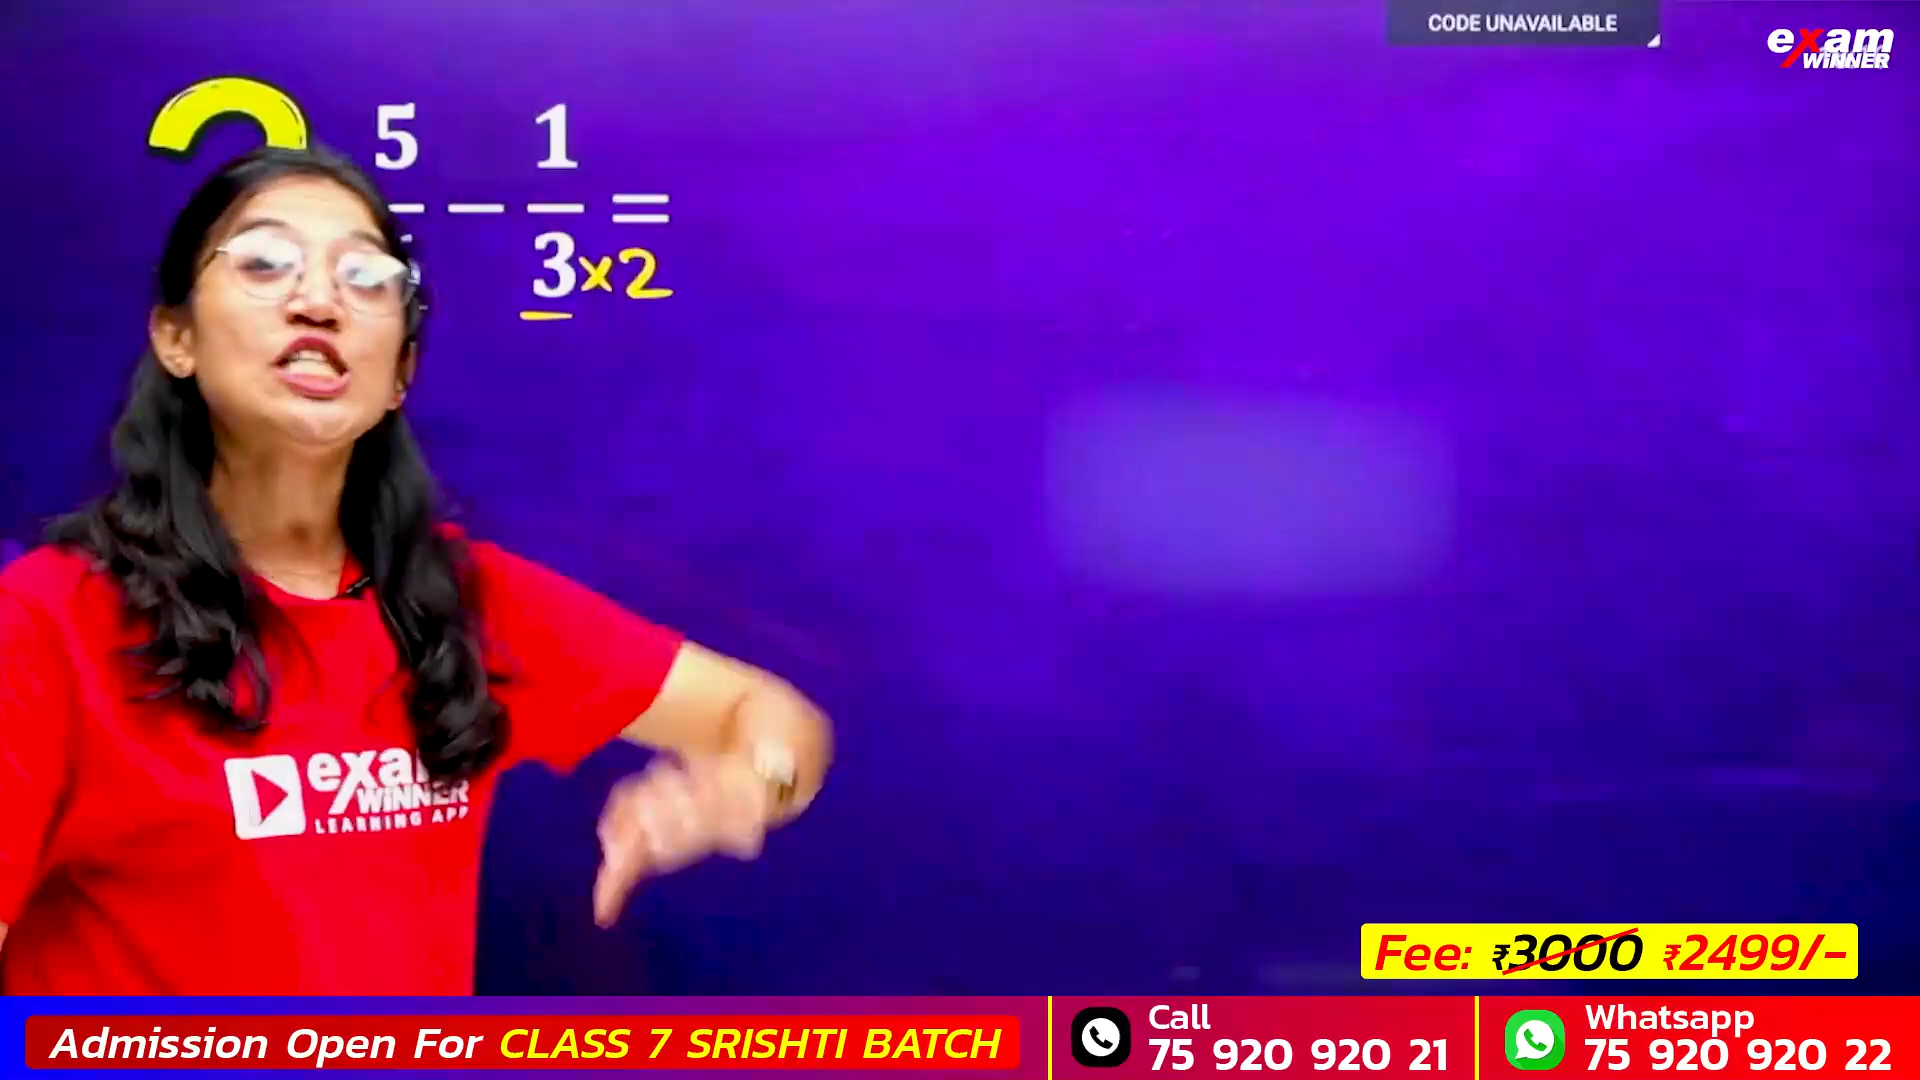 CODE UNAVAILABLE
exam
WINNER
5 1
— — — =
3×2
WINNER
LEARNING APP
Fee: ₹3000 ₹2499/-
Admission Open For CLASS 7 SRISHTI BATCH
Call
75 920 920 21
Whatsapp
75 920 920 22